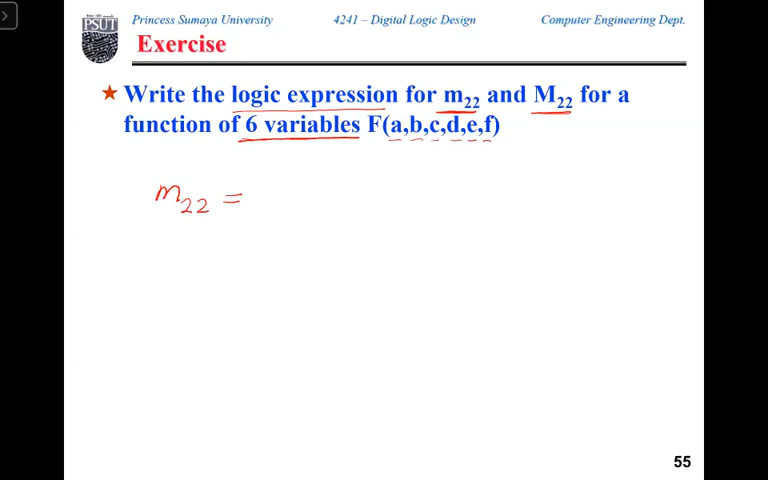 Princess Sumaya University 4241 – Digital Logic Design Computer Engineering Dept.
PSUT
Exercise
★ Write the logic expression for m₂₂ and M₂₂ for a
function of 6 variables F(a,b,c,d,e,f)
m₂₂ =
55